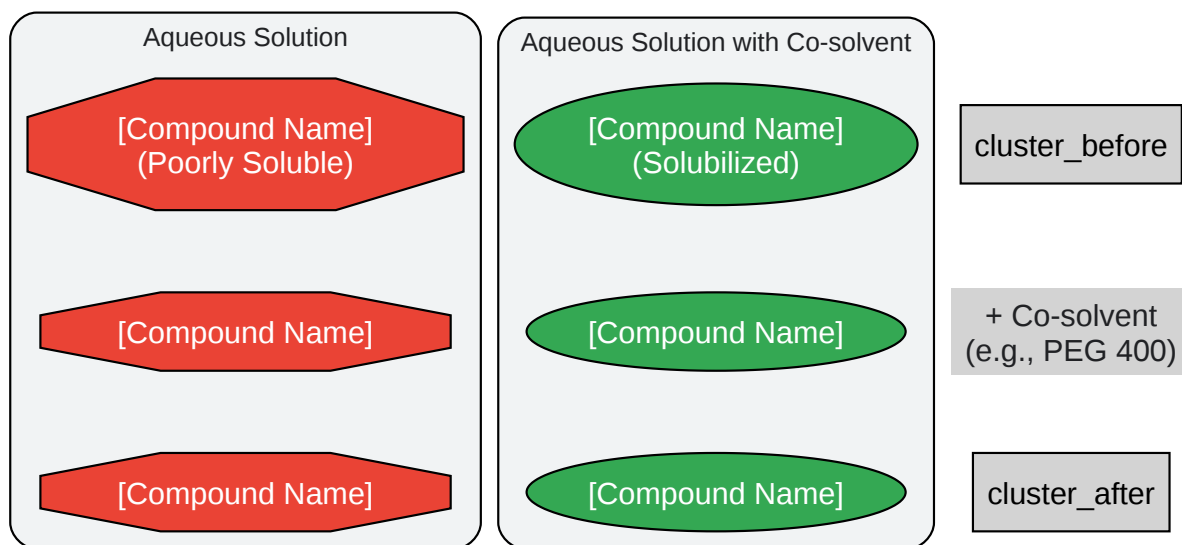 Aqueous Solution
[Compound Name]
(Poorly Soluble)
[Compound Name]
[Compound Name]
Aqueous Solution with Co-solvent
[Compound Name]
(Solubilized)
[Compound Name]
[Compound Name]
cluster_before
+ Co-solvent
(e.g., PEG 400)
cluster_after